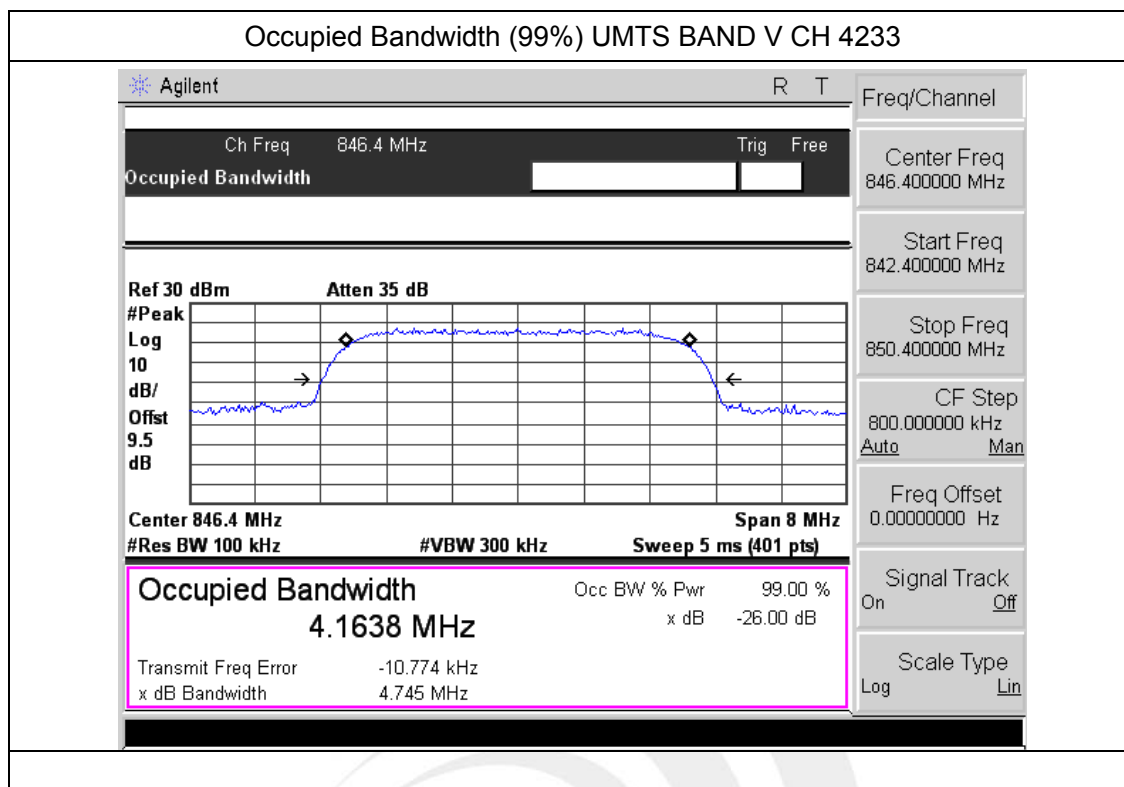 Occupied Bandwidth (99%) UMTS BAND V CH 4233
Agilent R T
Freq/Channel
Ch Freq 846.4 MHz Trig Free
Occupied Bandwidth
Center Freq
846.400000 MHz
Start Freq
842.400000 MHz
Stop Freq
850.400000 MHz
CF Step
800.000000 kHz
Auto Man
Freq Offset
0.00000000 Hz
Signal Track
On Off
Scale Type
Log Lin
Ref 30 dBm Atten 35 dB
#Peak
Log
10
dB/
Offst
9.5
dB
Center 846.4 MHz Span 8 MHz
#Res BW 100 kHz #VBW 300 kHz Sweep 5 ms (401 pts)
Occupied Bandwidth
4.1638 MHz
Occ BW % Pwr 99.00 %
x dB -26.00 dB
Transmit Freq Error -10.774 kHz
x dB Bandwidth 4.745 MHz